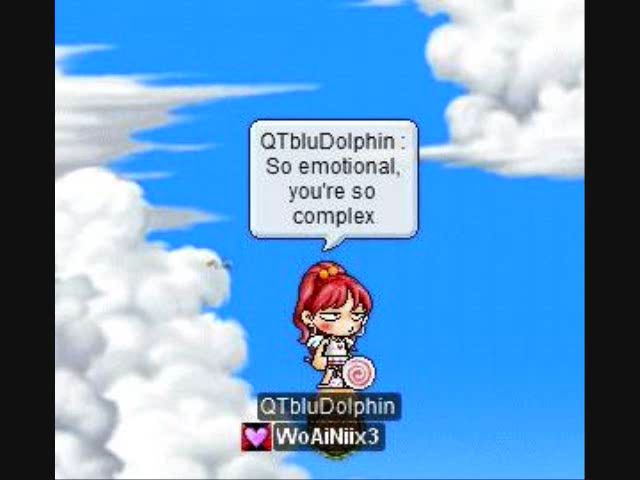 QTbluDolphin :
So emotional,
you're so
complex
QTbluDolphin
WoAiNiix3